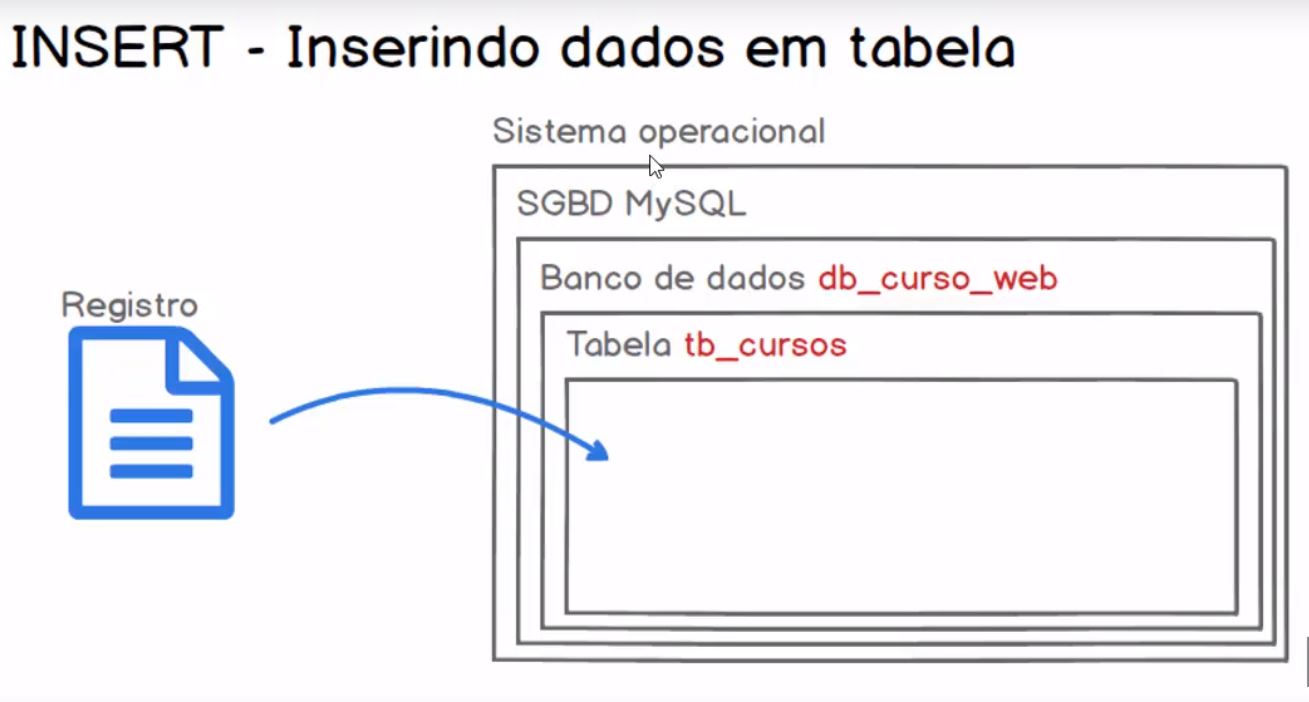 INSERT - Inserindo dados em tabela
Sistema operacional
SGBD MySQL
Banco de dados db_curso_web
Registro
Tabela tb_cursos